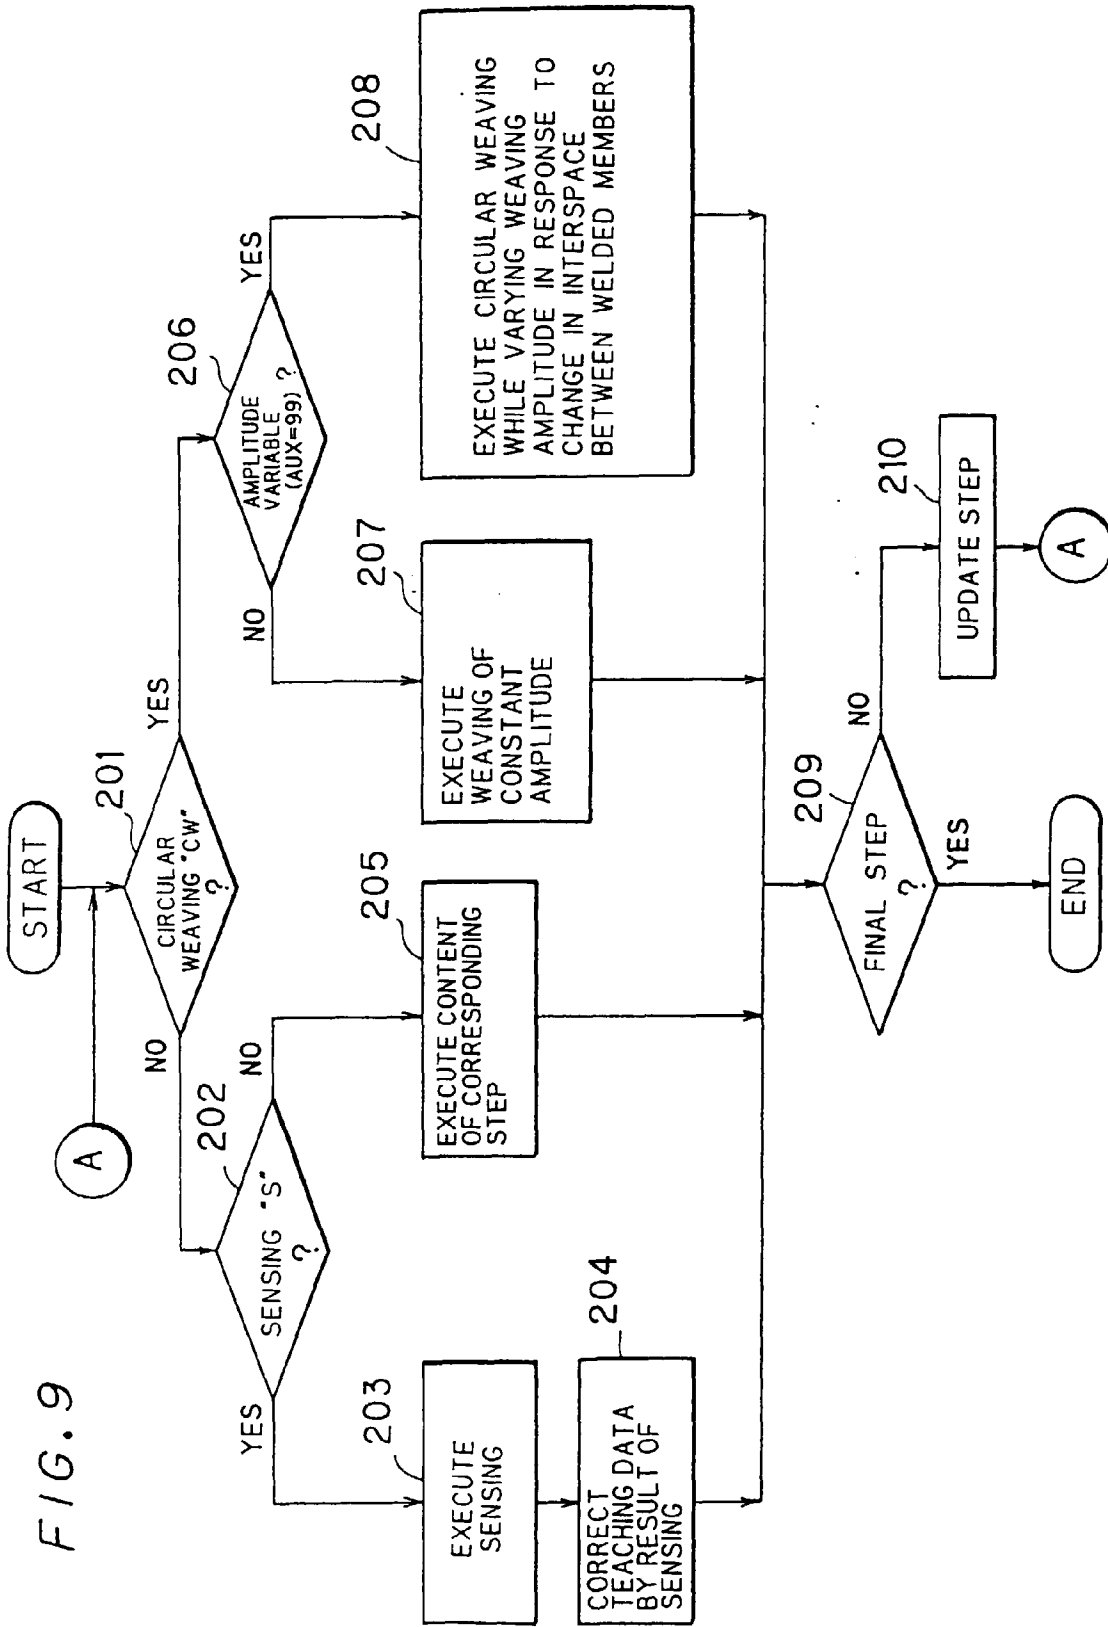 FIG. 9
START
A
201
CIRCULAR
WEAVING "CW"
?
NO
YES
202
SENSING "S"
?
YES
NO
206
AMPLITUDE
VARIABLE
(AUX=99) ?
NO
YES
203
EXECUTE
SENSING
204
CORRECT
TEACHING DATA
BY RESULT OF
SENSING
205
EXECUTE CONTENT
OF CORRESPONDING
STEP
207
EXECUTE
WEAVING OF
CONSTANT
AMPLITUDE
208
EXECUTE CIRCULAR WEAVING
WHILE VARYING WEAVING
AMPLITUDE IN RESPONSE TO
CHANGE IN INTERSPACE
BETWEEN WELDED MEMBERS
209
FINAL STEP
?
NO
YES
210
UPDATE STEP
A
END